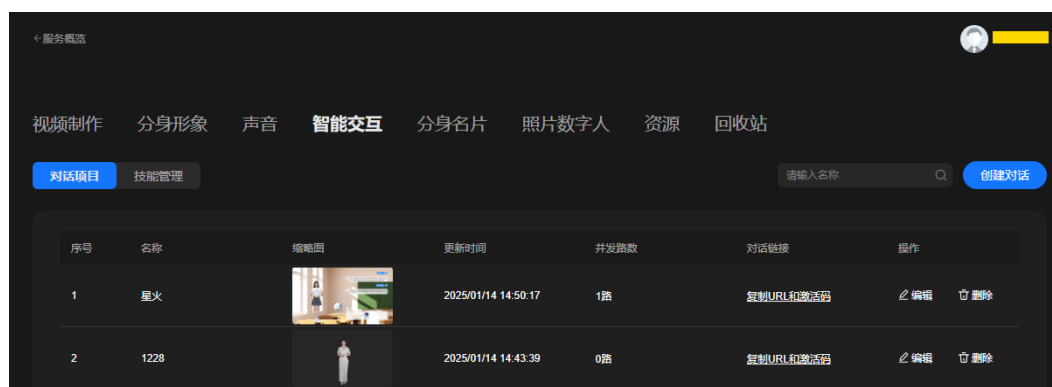 ←服务概览
视频制作 分身形象 声音 智能交互 分身名片 照片数字人 资源 回收站
对话项目 技能管理 请输入名称 创建对话
序号 名称 缩略图 更新时间 并发路数 对话链接 操作
1 星火 2025/01/14 14:50:17 1路 复制URL和激活码 编辑 删除
2 1228 2025/01/14 14:43:39 0路 复制URL和激活码 编辑 删除